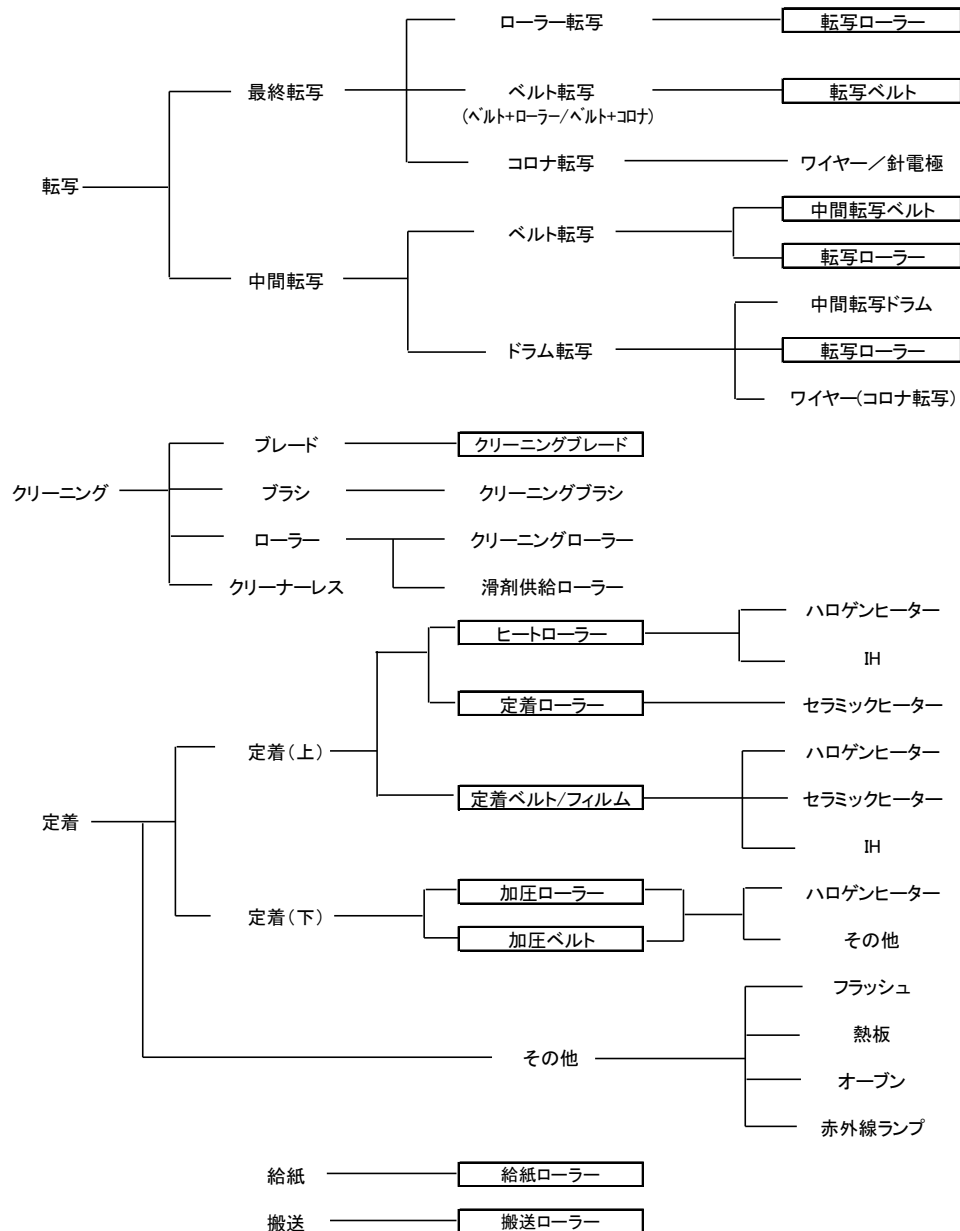 ローラー転写
転写ローラー
最終転写
ベルト転写
(ベルト+ローラー/ベルト+コロナ)
転写ベルト
コロナ転写
ワイヤー/針電極
転写
中間転写ベルト
ベルト転写
転写ローラー
中間転写
中間転写ドラム
ドラム転写
転写ローラー
ワイヤー(コロナ転写)
ブレード
クリーニングブレード
クリーニング
ブラシ
クリーニングブラシ
ローラー
クリーニングローラー
クリーナーレス
滑剤供給ローラー
ハロゲンヒーター
ヒートローラー
IH
定着ローラー
セラミックヒーター
定着(上)
ハロゲンヒーター
定着ベルト/フィルム
セラミックヒーター
定着
IH
加圧ローラー
ハロゲンヒーター
定着(下)
加圧ベルト
その他
フラッシュ
熱板
その他
オーブン
赤外線ランプ
給紙
給紙ローラー
搬送
搬送ローラー